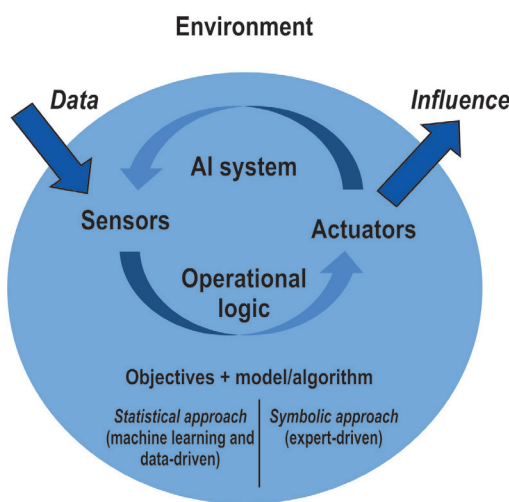 Environment
Data
Influence
AI system
Sensors
Actuators
Operational
logic
Objectives + model/algorithm
Statistical approach
(machine learning and
data-driven)
Symbolic approach
(expert-driven)